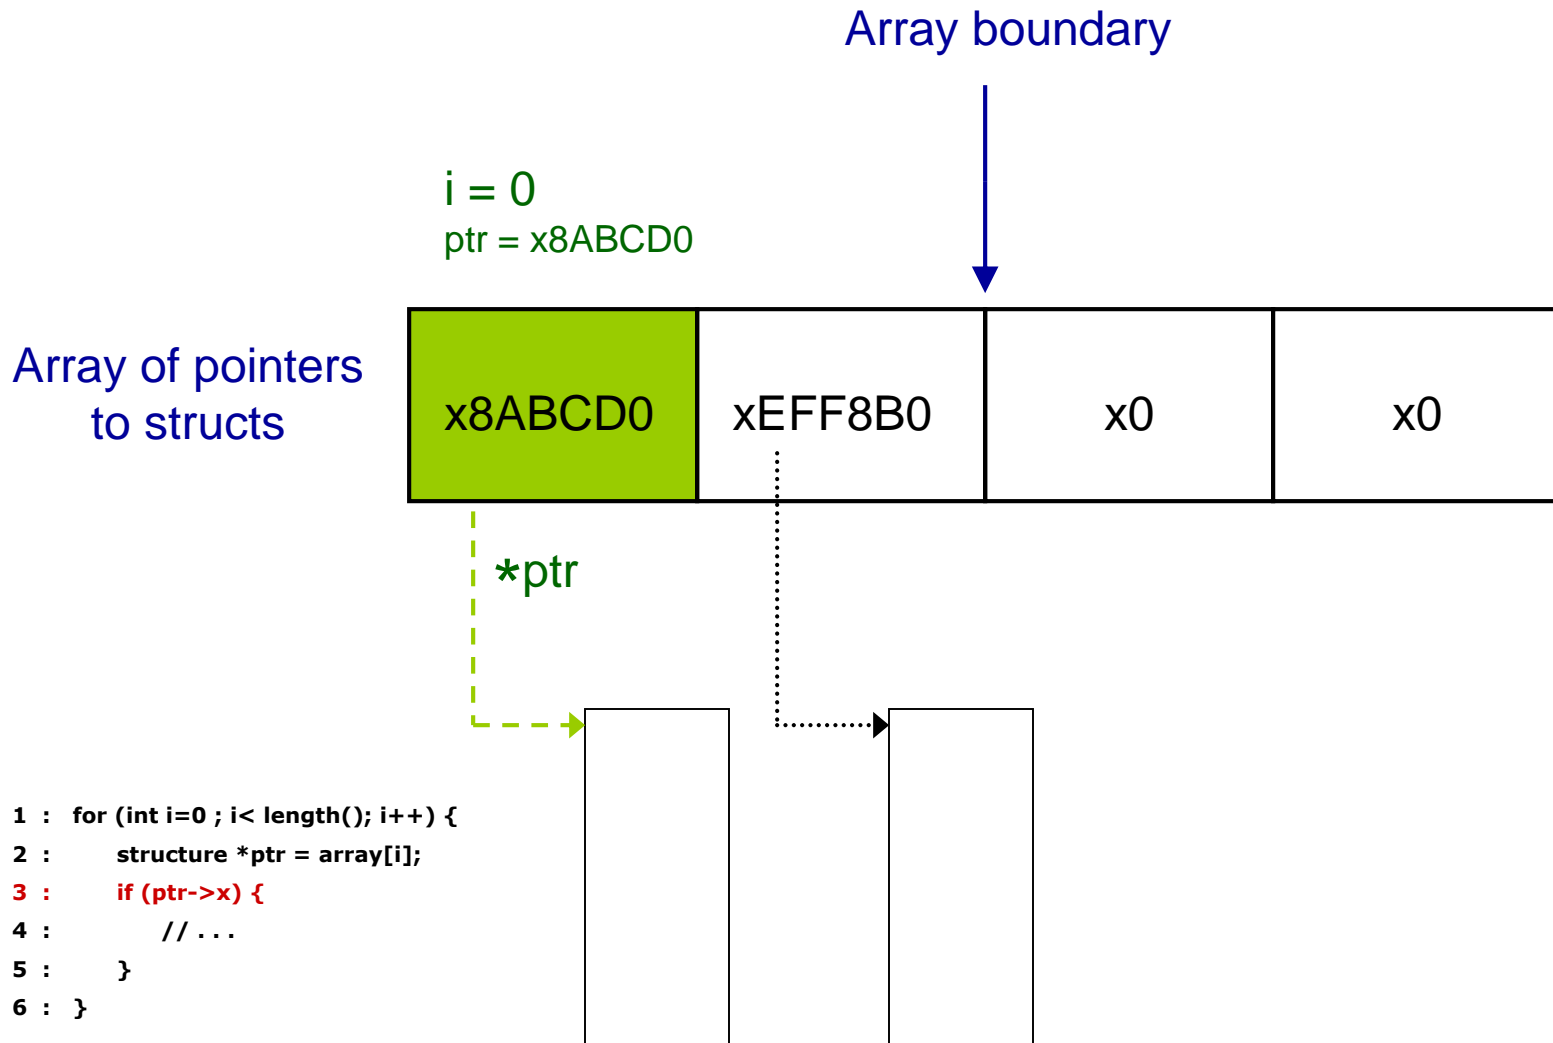 Array boundary
i = 0
ptr = x8ABCD0
Array of pointers
to structs
x8ABCD0 xEFF8B0 x0 x0
*ptr
1 : for (int i=0 ; i< length(); i++) {
2 : structure *ptr = array[i];
3 : if (ptr->x) {
4 : // . . .
5 : }
6 : }